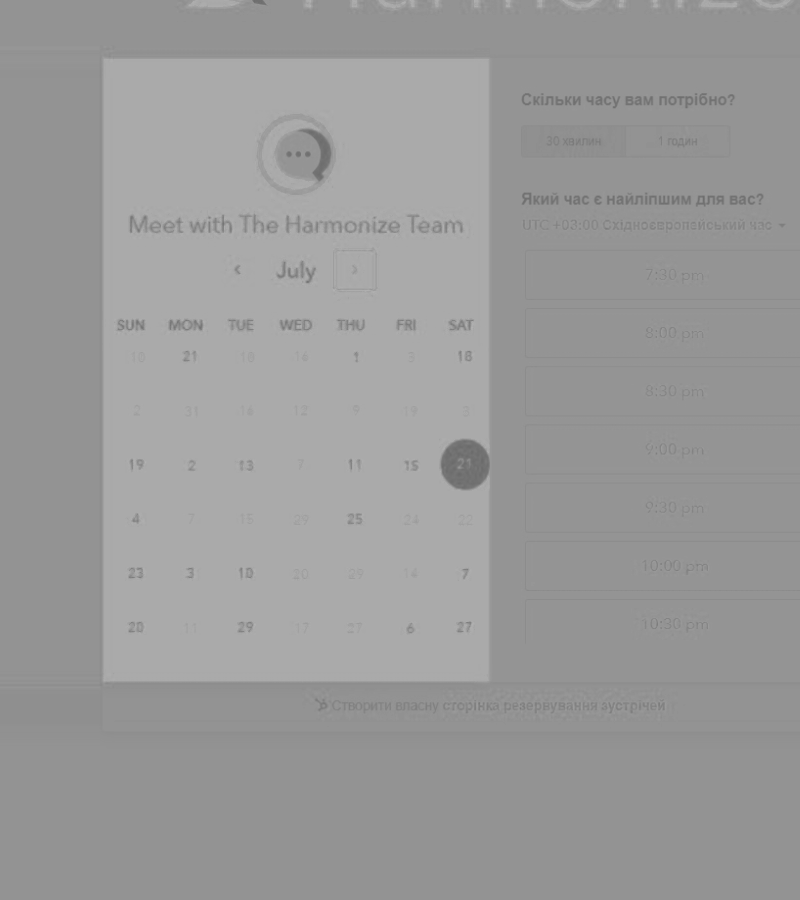 Meet with The Harmonize Team
‹ July ›
SUN MON TUE WED THU FRI SAT
21 18 14 1 3 18
2 31 16 12 9 19 8
19 2 13 7 11 15 21
4 7 15 29 25 24 22
23 3 10 20 29 14 7
20 11 29 17 27 6 27
Скільки часу вам потрібно?
30 хвилин 1 годин
Який час є найліпшим для вас?
UTC +03:00 Східноєвропейський час
7:30 pm
8:00 pm
8:30 pm
9:00 pm
9:30 pm
10:00 pm
10:30 pm
Створити власну сторінка резервування зустрічей